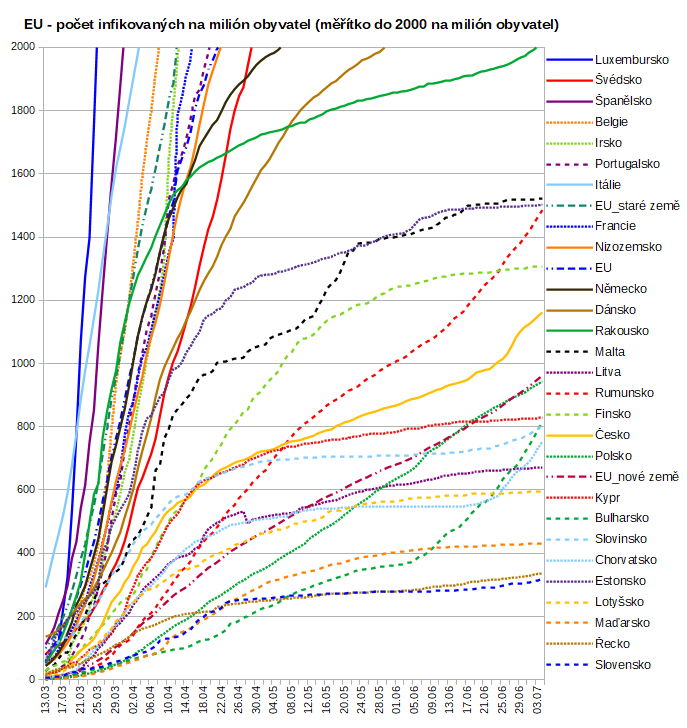 EU - počet infikovaných na milión obyvatel (měřítko do 2000 na milión obyvatel)
2000
1800
1600
1400
1200
1000
800
600
400
200
0
Luxembursko
Švédsko
Španělsko
Belgie
Irsko
Portugalsko
Itálie
EU_staré země
Francie
Nizozemsko
EU
Německo
Dánsko
Rakousko
Malta
Litva
Rumunsko
Finsko
Česko
Polsko
EU_nové země
Kypr
Bulharsko
Slovinsko
Chorvatsko
Estonsko
Lotyšsko
Maďarsko
Řecko
Slovensko
13.03
17.03
21.03
25.03
29.03
02.04
06.04
10.04
14.04
18.04
22.04
26.04
30.04
04.05
08.05
12.05
16.05
20.05
24.05
28.05
01.06
05.06
09.06
13.06
17.06
21.06
25.06
29.06
03.07